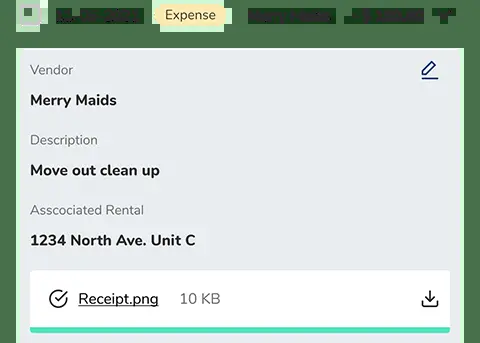 Expense
Vendor
Merry Maids
Description
Move out clean up
Asscociated Rental
1234 North Ave. Unit C
Receipt.png 10 KB